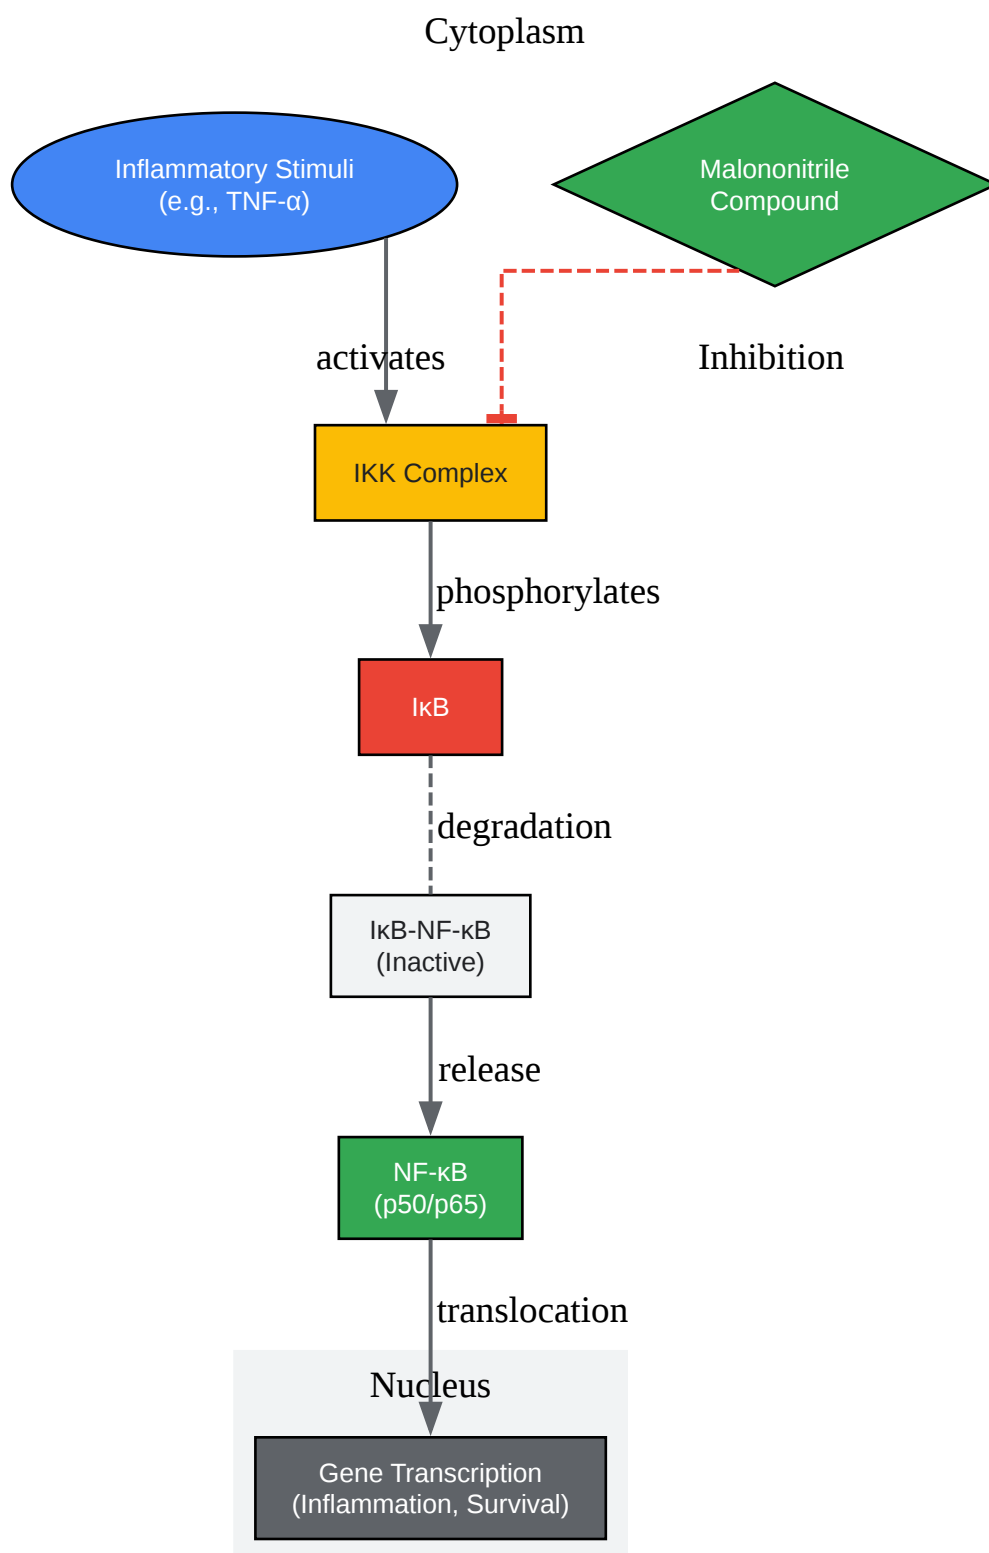 Cytoplasm
Inflammatory Stimuli
(e.g., TNF-α)
Malononitrile
Compound
activates
Inhibition
IKK Complex
phosphorylates
IκB
degradation
IκB-NF-κB
(Inactive)
release
NF-κB
(p50/p65)
translocation
Nucleus
Gene Transcription
(Inflammation, Survival)